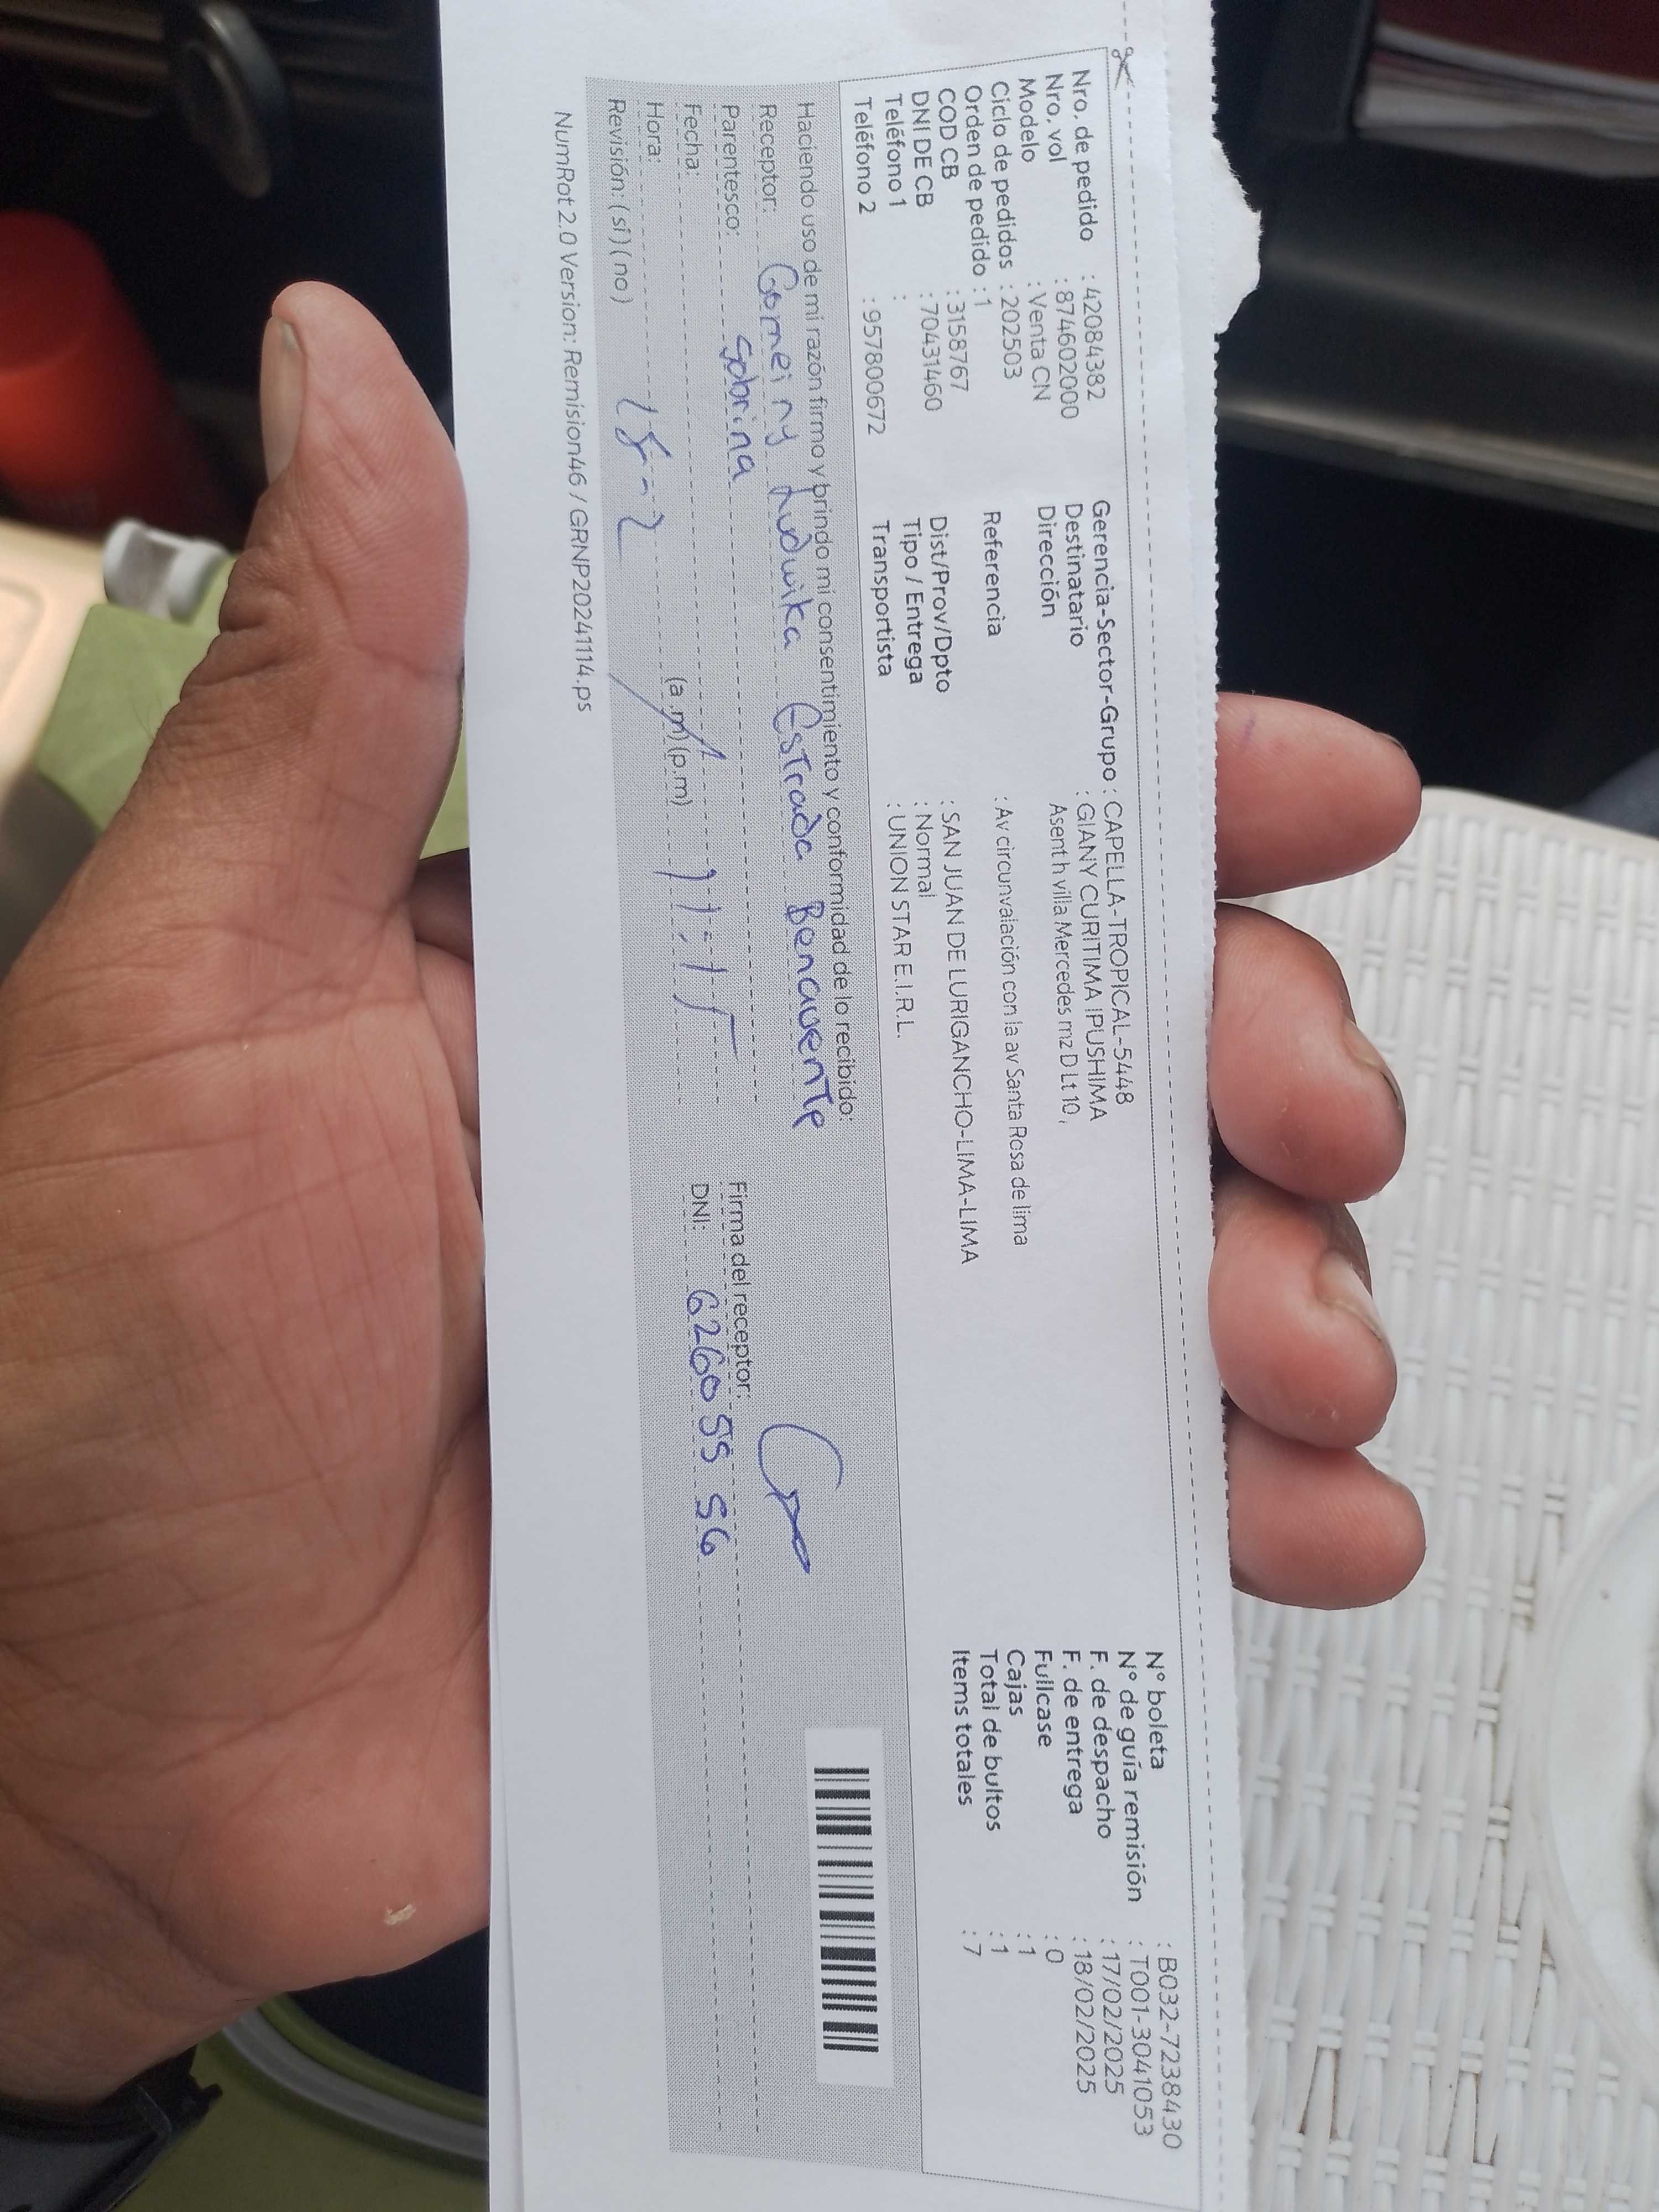 Nro. de pedido : 42084382
Nro. vol : 874602000
Modelo : Venta CN
Ciclo de pedidos : 202503
Orden de pedido : 1
COD CB : 3158767
DNI DE CB : 70431460
Teléfono 1 :
Teléfono 2 : 957800672
Gerencia-Sector-Grupo : CAPELLA-TROPICAL-5448
Destinatario : GIANY CURITIMA IPUSHIMA
Dirección Asent h villa Mercedes mz D Lt 10,
Referencia : Av circunvalación con la av Santa Rosa de lima
Dist/Prov/Dpto : SAN JUAN DE LURIGANCHO-LIMA-LIMA
Tipo / Entrega : Normal
Transportista : UNION STAR E.I.R.L.
N° boleta : B032-7238430
N° de guía remisión : T001-3041053
F. de despacho : 17/02/2025
F. de entrega : 18/02/2025
Fullcase : 0
Cajas : 1
Total de bultos : 1
Items totales : 7
Haciendo uso de mi razón firmo y brindo mi consentimiento y conformidad de lo recibido:
Receptor: Ludwika Estrada Benavente
Parentesco: Sobrina
Fecha:
Hora: (a.m) (p.m)
Revisión: (si) (no) 18-2
Firma del receptor:
DNI: 62605556
NumRot 2.0 Version: Remision46 / GRNP20241114.ps